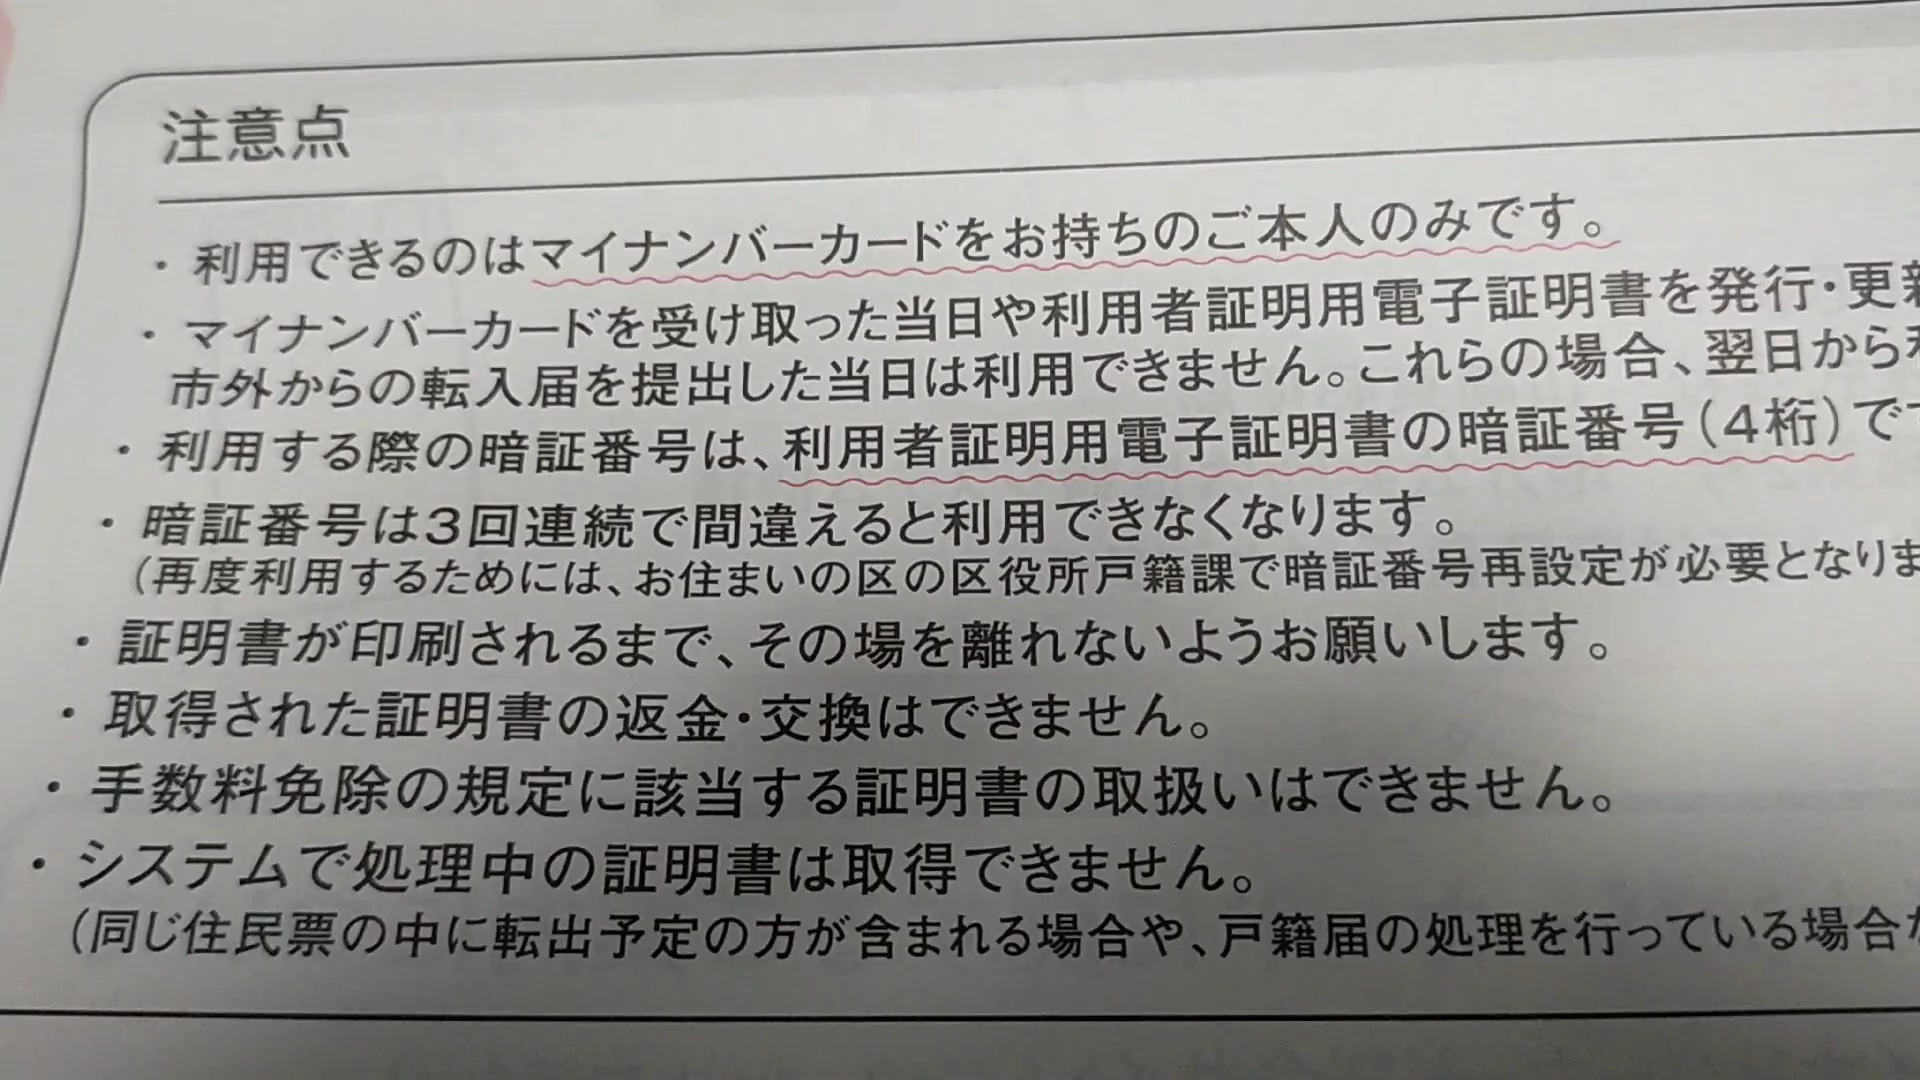 注意点
・利用できるのはマイナンバーカードをお持ちのご本人のみです。
・マイナンバーカードを受け取った当日や利用者証明用電子証明書を発行・更新
市外からの転入届を提出した当日は利用できません。これらの場合、翌日から
・利用する際の暗証番号は、利用者証明用電子証明書の暗証番号（4桁）で
・暗証番号は3回連続で間違えると利用できなくなります。
（再度利用するためには、お住まいの区の区役所戸籍課で暗証番号再設定が必要となりま
・証明書が印刷されるまで、その場を離れないようお願いします。
・取得された証明書の返金・交換はできません。
・手数料免除の規定に該当する証明書の取扱いはできません。
・システムで処理中の証明書は取得できません。
（同じ住民票の中に転出予定の方が含まれる場合や、戸籍届の処理を行っている場合